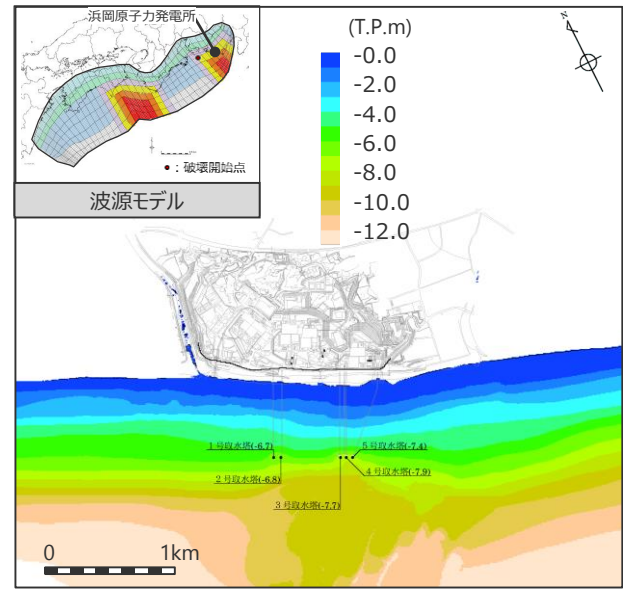 浜岡原子力発電所
●：破壊開始点
波源モデル
(T.P.m)
-0.0
-2.0
-4.0
-6.0
-8.0
-10.0
-12.0
N
1号取水塔(-6.7)
5号取水塔(-7.4)
2号取水塔(-6.8)
4号取水塔(-7.9)
3号取水塔(-7.7)
0 1km